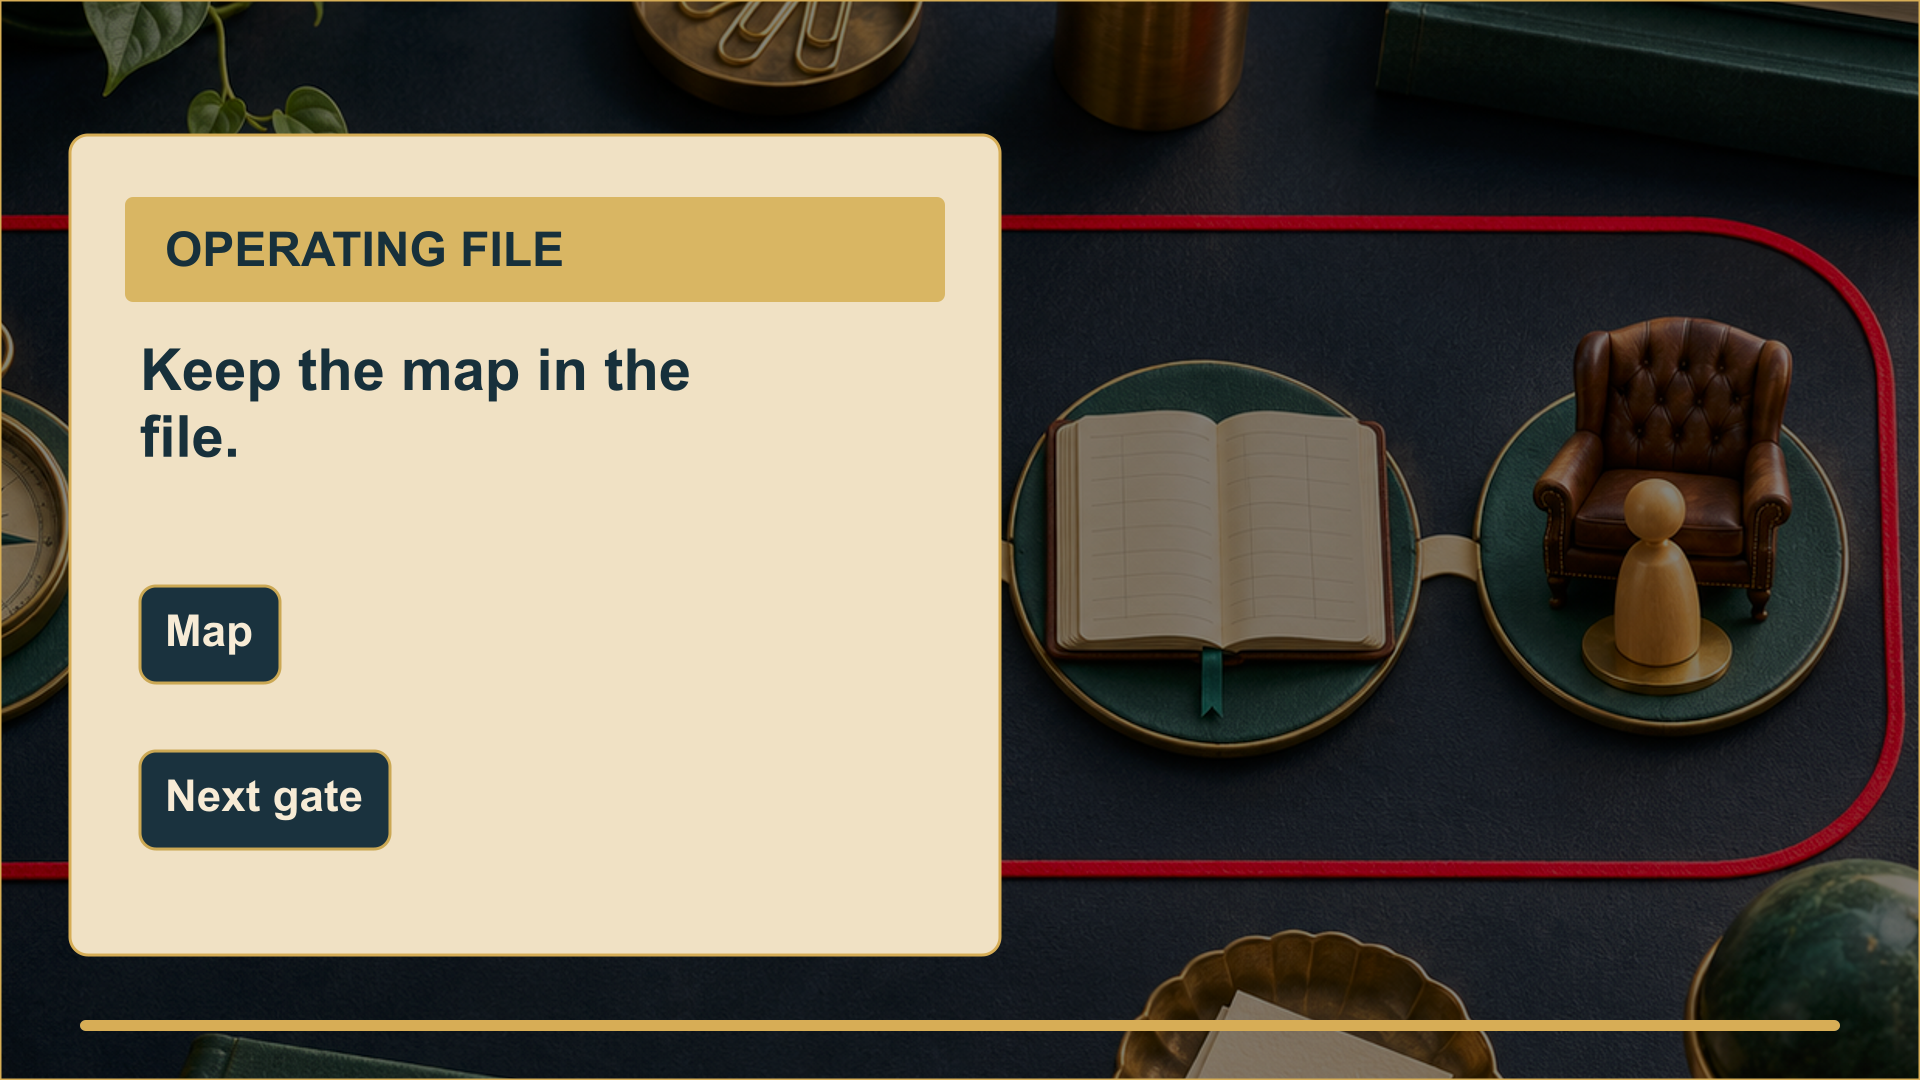 OPERATING FILE
Keep the map in the
file.
Map
Next gate